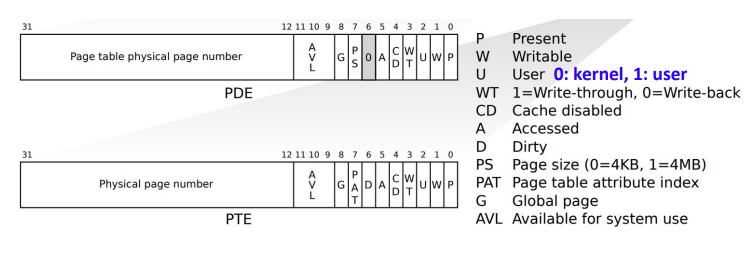 31 12 11 10 9 8 7 6 5 4 3 2 1 0
Page table physical page number AVL G PS 0 A CD WT U W P
PDE
31 12 11 10 9 8 7 6 5 4 3 2 1 0
Physical page number AVL G PAT D A CD WT U W P
PTE
P Present
W Writable
U User 0: kernel, 1: user
WT 1=Write-through, 0=Write-back
CD Cache disabled
A Accessed
D Dirty
PS Page size (0=4KB, 1=4MB)
PAT Page table attribute index
G Global page
AVL Available for system use